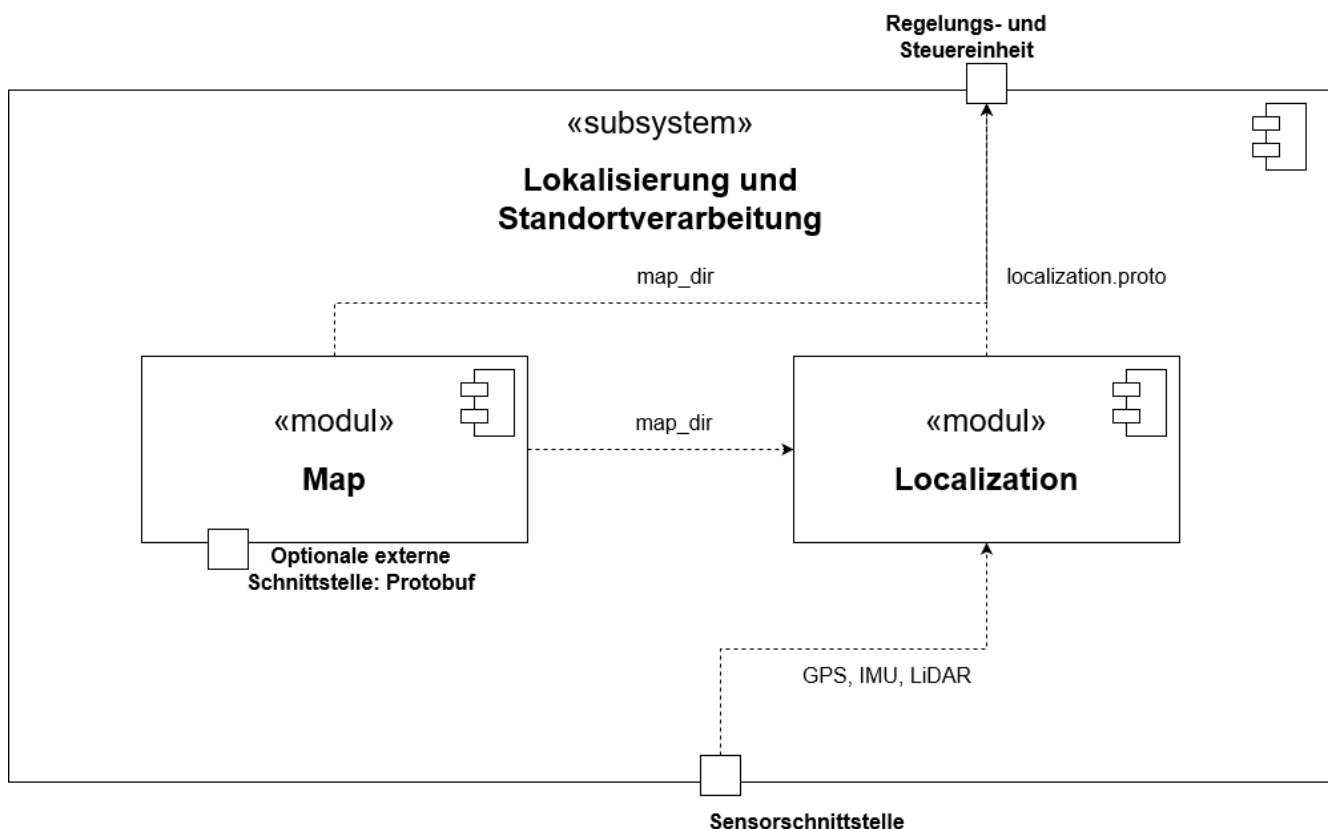 Regelungs- und
Steuereinheit
«subsystem»
Lokalisierung und
Standortverarbeitung
map_dir
localization.proto
«modul»
Map
map_dir
«modul»
Localization
Optionale externe
Schnittstelle: Protobuf
GPS, IMU, LiDAR
Sensorschnittstelle